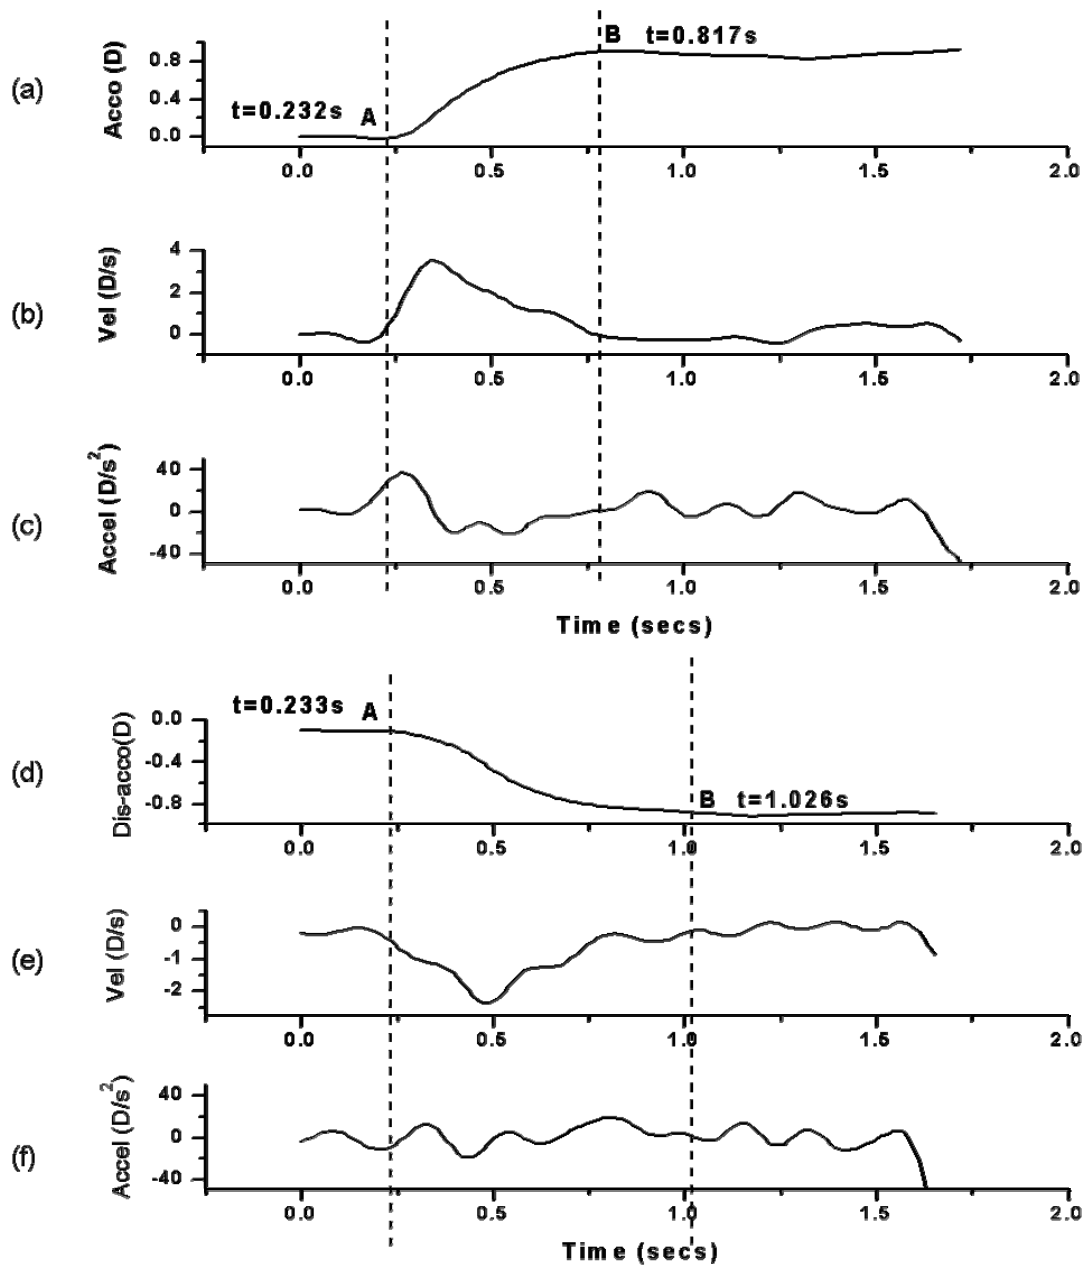 (a)
Acco (D)
0.8
0.4
0.0
t=0.232s A
B t=0.817s
0.0 0.5 1.0 1.5 2.0
(b)
Vel (D/s)
4
2
0
0.0 0.5 1.0 1.5 2.0
(c)
Accel (D/s²)
40
0
-40
0.0 0.5 1.0 1.5 2.0
Time (secs)
(d)
Dis-acco(D)
t=0.233s A
0.0
-0.4
-0.8
B t=1.026s
0.0 0.5 1.0 1.5 2.0
(e)
Vel (D/s)
0
-1
-2
0.0 0.5 1.0 1.5 2.0
(f)
Accel (D/s²)
40
0
-40
0.0 0.5 1.0 1.5 2.0
Time (secs)